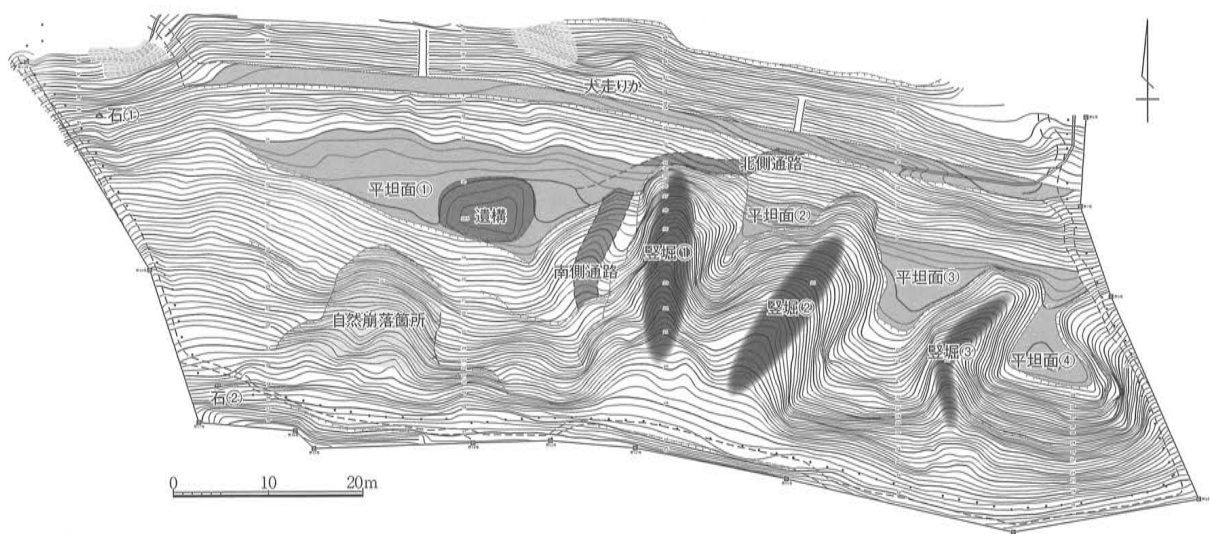 犬走りか
石①
北側通路
平坦面①
遺構
平坦面②
竪堀①
南側通路
平坦面③
竪堀②
自然崩落箇所
竪堀③
平坦面④
石②
0 10 20m